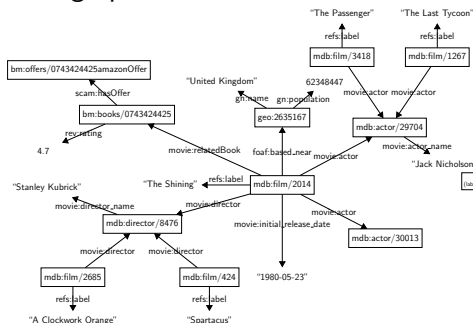 "The Passenger"
"The Last Tycoon"
refs:label
refs:label
mdb:film/3418
mdb:film/1267
bm:offers/0743424425amazonOffer
"United Kingdom"
62348447
scam:hasOffer
gn:name
gn:population
movie:actor
movie:actor
bm:books/0743424425
geo:2635167
mdb:actor/29704
rev:rating
movie:relatedBook
foaf:based_near
movie:actor
movie:actor_name
4.7
"Jack Nicholson
refs:label
"Stanley Kubrick"
"The Shining"
mdb:film/2014
(lab
movie:director_name
movie:director
movie:initial_release_date
movie:actor
mdb:director/8476
mdb:actor/30013
movie:director
movie:director
mdb:film/2685
mdb:film/424
"1980-05-23"
refs:label
refs:label
"A Clockwork Orange"
"Spartacus"